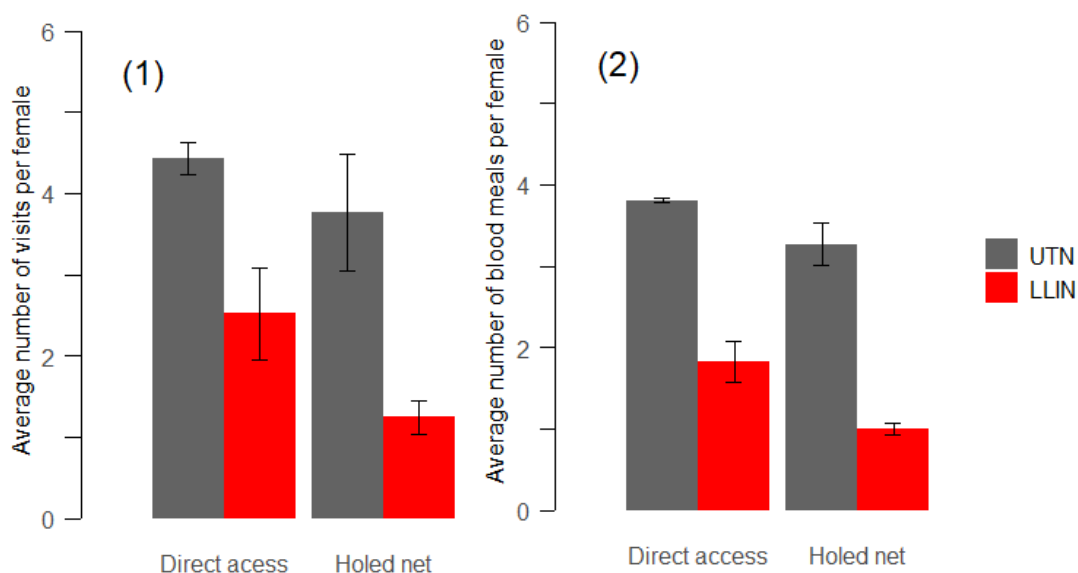 (1)
Average number of visits per female
6
4
2
0
Direct acess
Holed net
(2)
Average number of blood meals per female
6
4
2
0
Direct access
Holed net
UTN
LLIN